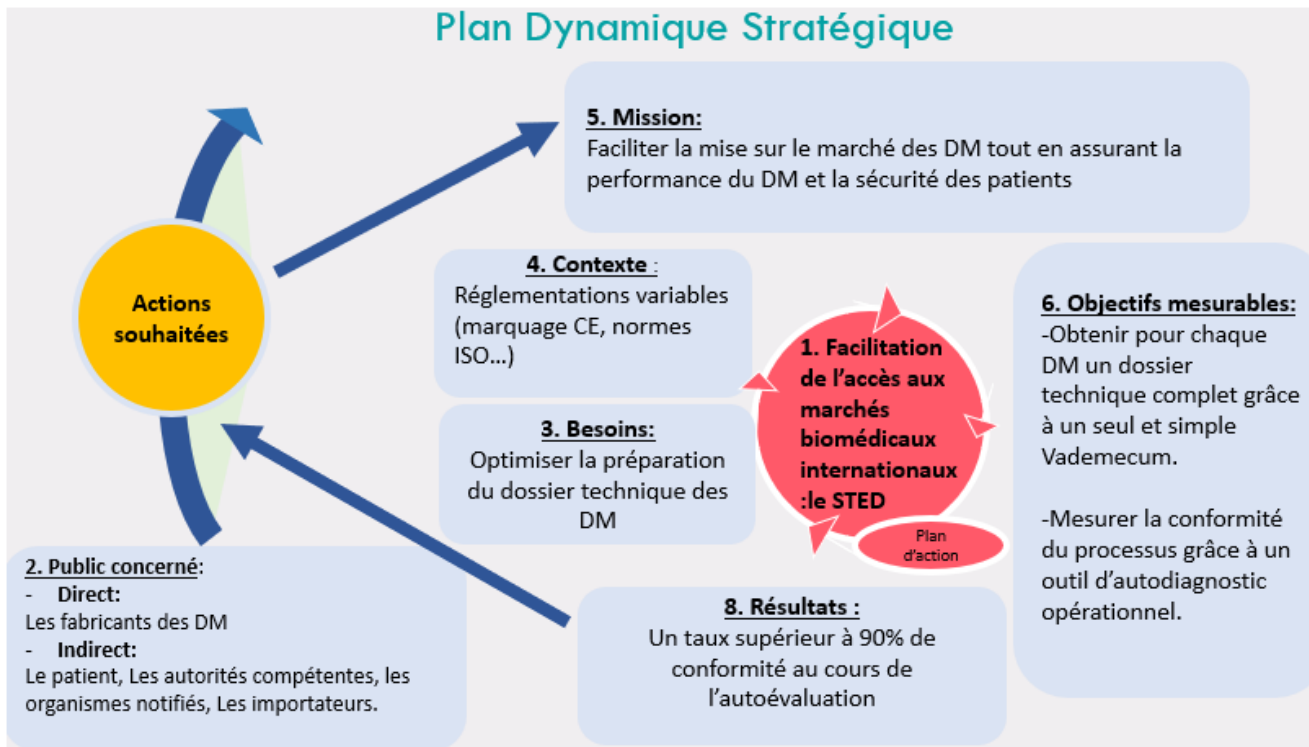 Plan Dynamique Stratégique
5. Mission:
Faciliter la mise sur le marché des DM tout en assurant la
performance du DM et la sécurité des patients
Actions
souhaitées
4. Contexte :
Réglementations variables
(marquage CE, normes
ISO...)
3. Besoins:
Optimiser la préparation
du dossier technique des
DM
1. Facilitation
de l’accès aux
marchés
biomédicaux
internationaux
:le STED
Plan
d’action
6. Objectifs mesurables:
-Obtenir pour chaque
DM un dossier
technique complet grâce
à un seul et simple
Vademecum.
-Mesurer la conformité
du processus grâce à un
outil d’autodiagnostic
opérationnel.
2. Public concerné:
- Direct:
Les fabricants des DM
- Indirect:
Le patient, Les autorités compétentes, les
organismes notifiés, Les importateurs.
8. Résultats :
Un taux supérieur à 90% de
conformité au cours de
l’autoévaluation